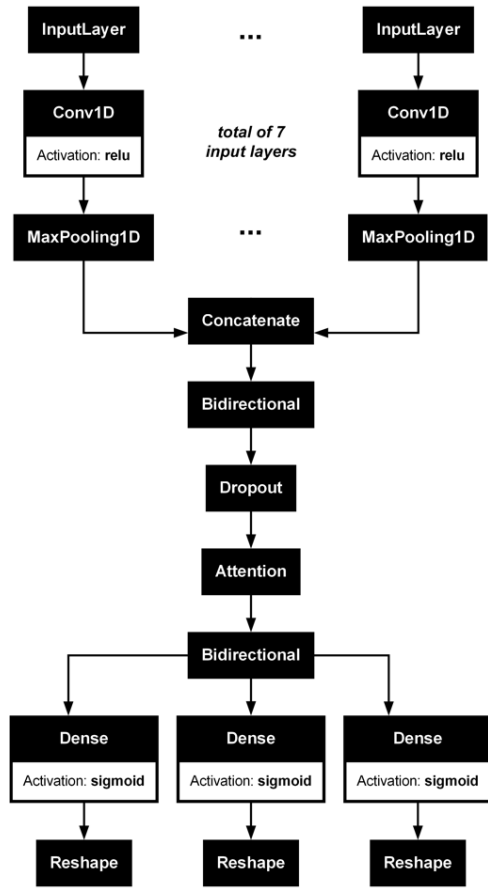 InputLayer ... InputLayer
Conv1D Conv1D
Activation: relu total of 7 Activation: relu
input layers
MaxPooling1D ... MaxPooling1D
Concatenate
Bidirectional
Dropout
Attention
Bidirectional
Dense Dense Dense
Activation: sigmoid Activation: sigmoid Activation: sigmoid
Reshape Reshape Reshape